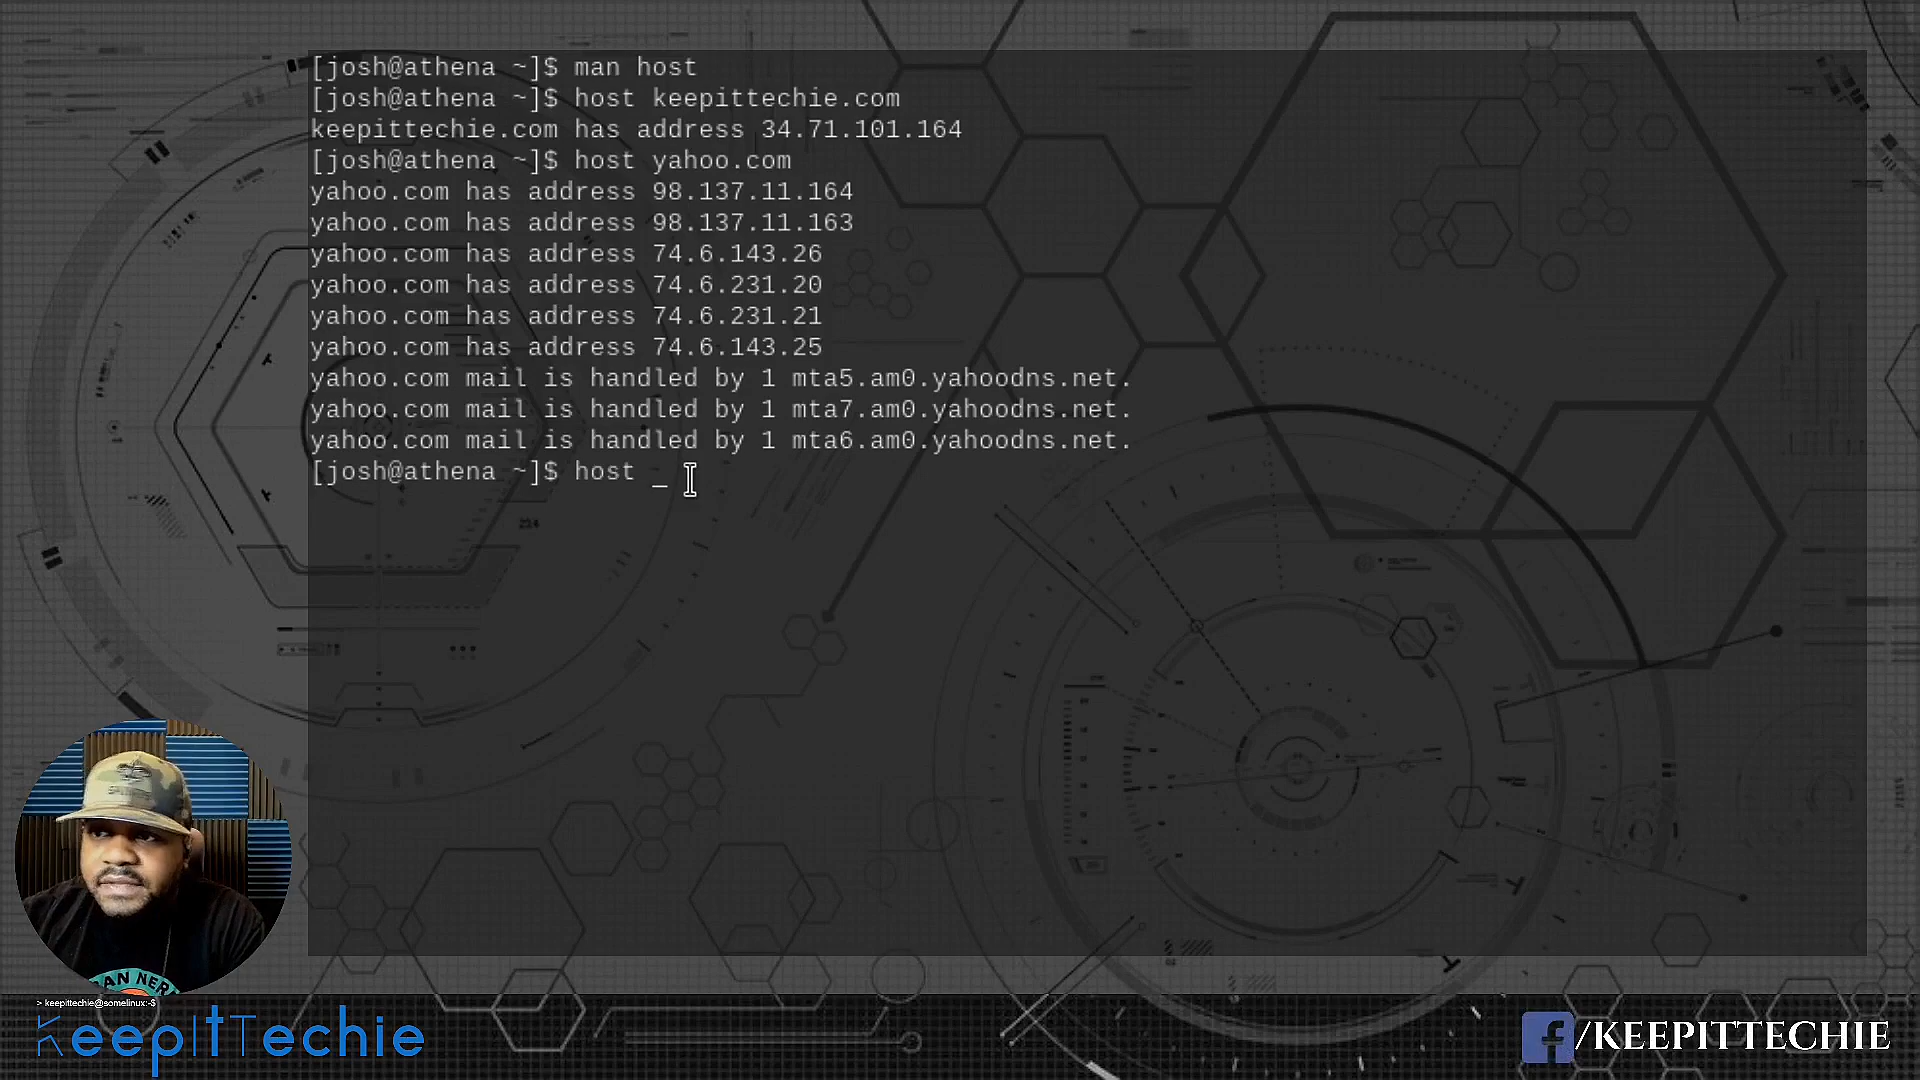 [josh@athena ~]$ man host
[josh@athena ~]$ host keepittechie.com
keepittechie.com has address 34.71.101.164
[josh@athena ~]$ host yahoo.com
yahoo.com has address 98.137.11.164
yahoo.com has address 98.137.11.163
yahoo.com has address 74.6.143.26
yahoo.com has address 74.6.231.20
yahoo.com has address 74.6.231.21
yahoo.com has address 74.6.143.25
yahoo.com mail is handled by 1 mta5.am0.yahoodns.net.
yahoo.com mail is handled by 1 mta7.am0.yahoodns.net.
yahoo.com mail is handled by 1 mta6.am0.yahoodns.net.
[josh@athena ~]$ host _
> keepittechie@somelinux:~$
KeepItTechie
f /KEEPITTECHIE